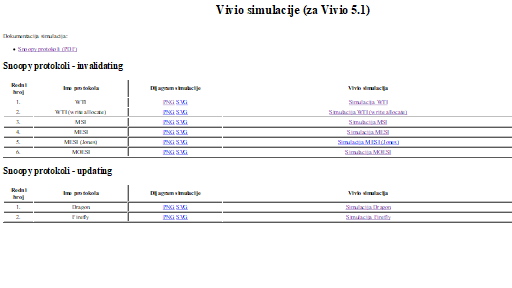 Vivio simulacije (za Vivio 5.1)
Dokumentacija simulacija:
Snoopy protokoli (PDF)
Snoopy protokoli - invalidating
Redni broj Ime protokola Dijagram simulacije Vivio simulacija
1. WTI PNG SVG Simulacija WTI
2. WTI (write allocate) PNG SVG Simulacija WTI (write allocate)
3. MSI PNG SVG Simulacija MSI
4. MESI PNG SVG Simulacija MESI
5. MESI (Jones) PNG SVG Simulacija MESI (Jones)
6. MOESI PNG SVG Simulacija MOESI
Snoopy protokoli - updating
Redni broj Ime protokola Dijagram simulacije Vivio simulacija
1. Dragon PNG SVG Simulacija Dragon
2. Firefly PNG SVG Simulacija Firefly